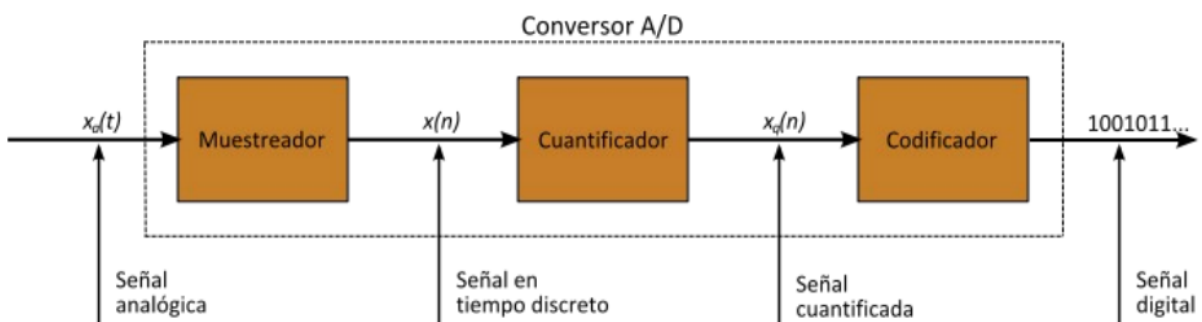 Conversor A/D
xa(t)
Muestreador
x(n)
Cuantificador
xq(n)
Codificador
1001011...
Señal
analógica
Señal en
tiempo discreto
Señal
cuantificada
Señal
digital